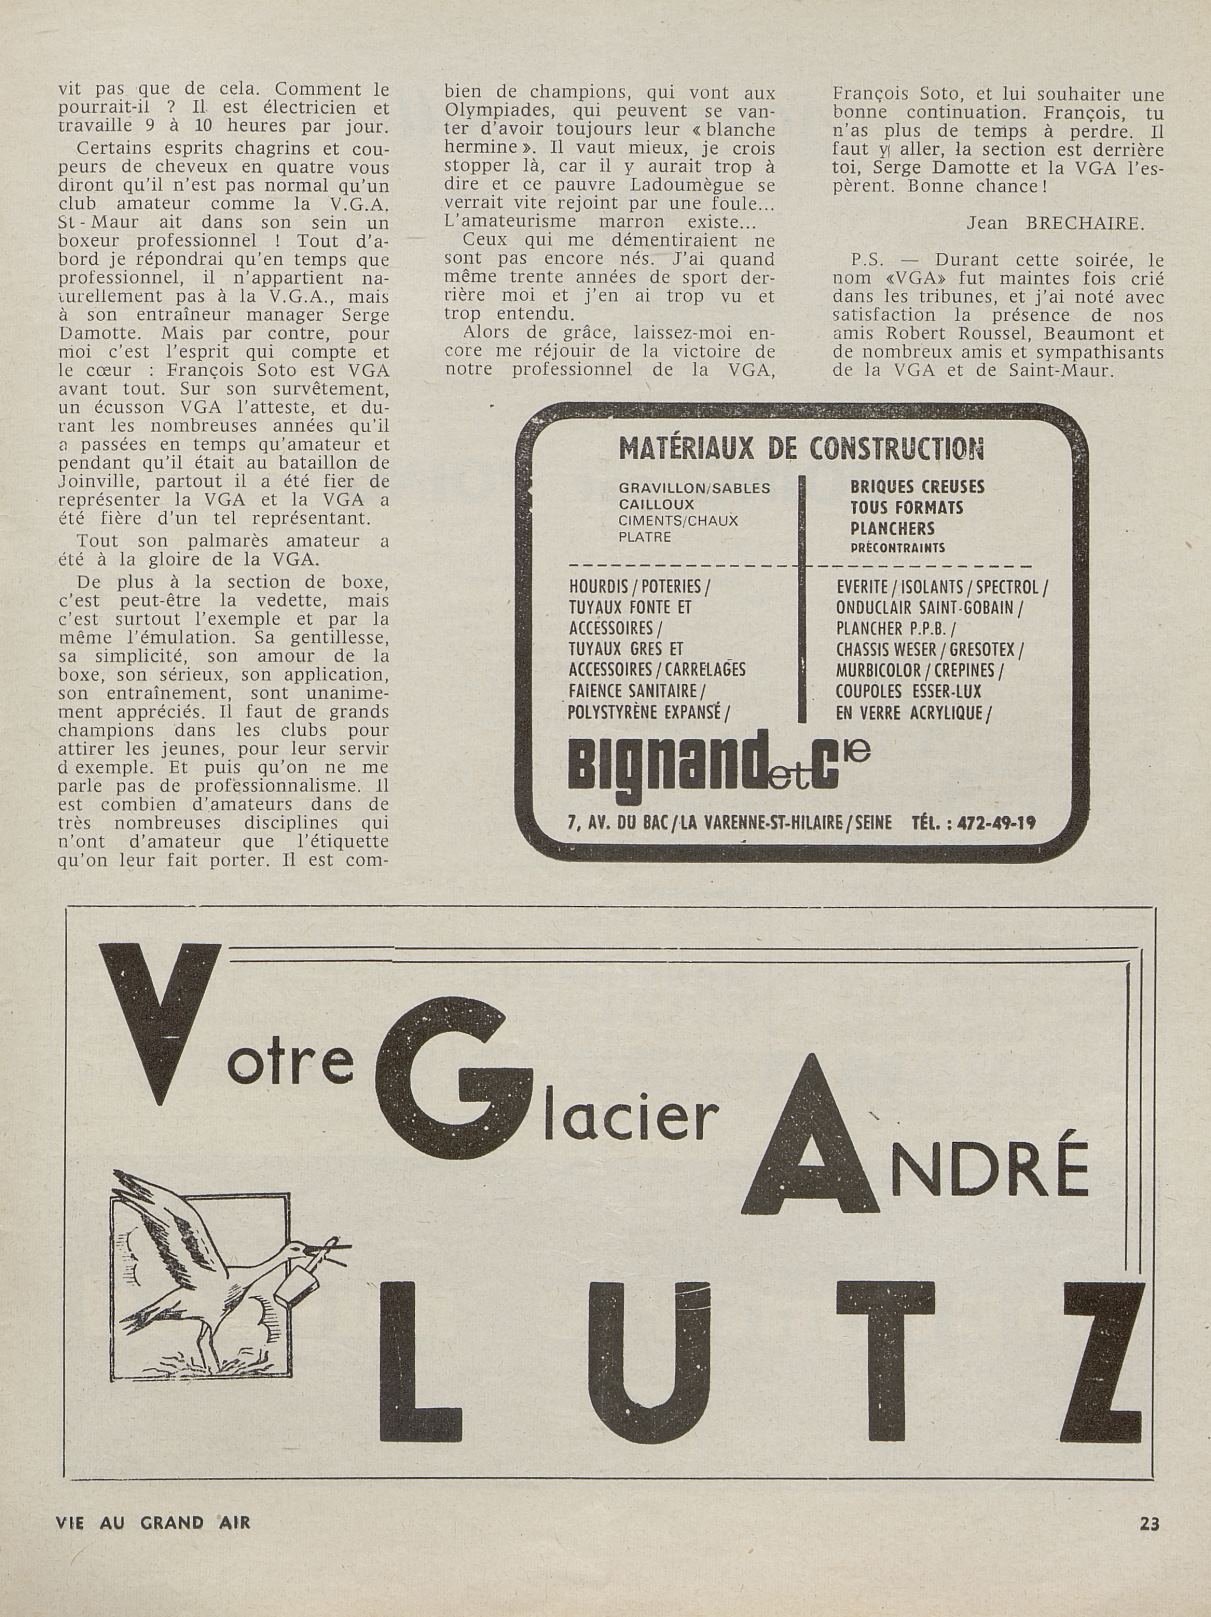 vit pas que de cela. Comment le
pourrait-il ? Il est électricien et
travaille 9 à 10 heures par jour.
Certains esprits chagrins et cou-
peurs de cheveux en quatre vous
diront qu'il n'est pas normal qu'un
club amateur comme la V.G.A.
St-Maur ait dans son sein un
boxeur professionnel ! Tout d'a-
bord je répondrai qu'en temps que
professionnel, il n'appartient na-
turellement pas à la V.G.A., mais
à son entraîneur manager Serge
Damotte. Mais par contre, pour
moi c'est l'esprit qui compte et
le cœur : François Soto est VGA
avant tout. Sur son survêtement,
un écusson VGA l'atteste, et du-
rant les nombreuses années qu'il
a passées en temps qu'amateur et
pendant qu'il était au bataillon de
Joinville, partout il a été fier de
représenter la VGA et la VGA a
été fière d'un tel représentant.
Tout son palmarès amateur a
été à la gloire de la VGA.
De plus à la section de boxe,
c'est peut-être la vedette, mais
c'est surtout l'exemple et par la
même l'émulation. Sa gentillesse,
sa simplicité, son amour de la
boxe, son sérieux, son application,
son entraînement, sont unanime-
ment appréciés. Il faut de grands
champions dans les clubs pour
attirer les jeunes, pour leur servir
d exemple. Et puis qu'on ne me
parle pas de professionnalisme. Il
est combien d'amateurs dans de
très nombreuses disciplines qui
n'ont d'amateur que l'étiquette
qu'on leur fait porter. Il est com-
bien de champions, qui vont aux
Olympiades, qui peuvent se van-
ter d'avoir toujours leur « blanche
hermine ». Il vaut mieux, je crois
stopper là, car il y aurait trop à
dire et ce pauvre Ladoumègue se
verrait vite rejoint par une foule...
L'amateurisme marron existe...
Ceux qui me démentiraient ne
sont pas encore nés. J'ai quand
même trente années de sport der-
rière moi et j'en ai trop vu et
trop entendu.
Alors de grâce, laissez-moi en-
core me réjouir de la victoire de
notre professionnel de la VGA,
François Soto, et lui souhaiter une
bonne continuation. François, tu
n'as plus de temps à perdre. Il
faut y aller, la section est derrière
toi, Serge Damotte et la VGA l'es-
pèrent. Bonne chance !
Jean BRECHAIRE.
P.S. — Durant cette soirée, le
nom «VGA» fut maintes fois crié
dans les tribunes, et j'ai noté avec
satisfaction la présence de nos
amis Robert Roussel, Beaumont et
de nombreux amis et sympathisants
de la VGA et de Saint-Maur.
MATÉRIAUX DE CONSTRUCTION
GRAVILLON/SABLES
CAILLOUX
CIMENTS/CHAUX
PLATRE
BRIQUES CREUSES
TOUS FORMATS
PLANCHERS
PRÉCONTRAINTS
HOURDIS / POTERIES /
TUYAUX FONTE ET
ACCESSOIRES /
TUYAUX GRES ET
ACCESSOIRES / CARRELAGES
FAIENCE SANITAIRE /
POLYSTYRÈNE EXPANSÉ /
EVERITE / ISOLANTS / SPECTROL /
ONDUCLAIR SAINT-GOBAIN /
PLANCHER P.P.B. /
CHASSIS WESER / GRESOTEX /
MURBICOLOR / CREPINES /
COUPOLES ESSER-LUX
EN VERRE ACRYLIQUE /
Bignand et Cie
7, AV. DU BAC / LA VARENNE-ST-HILAIRE / SEINE TÉL. : 472-49-19
Votre Glacier ANDRÉ
LUTZ
VIE AU GRAND AIR
23